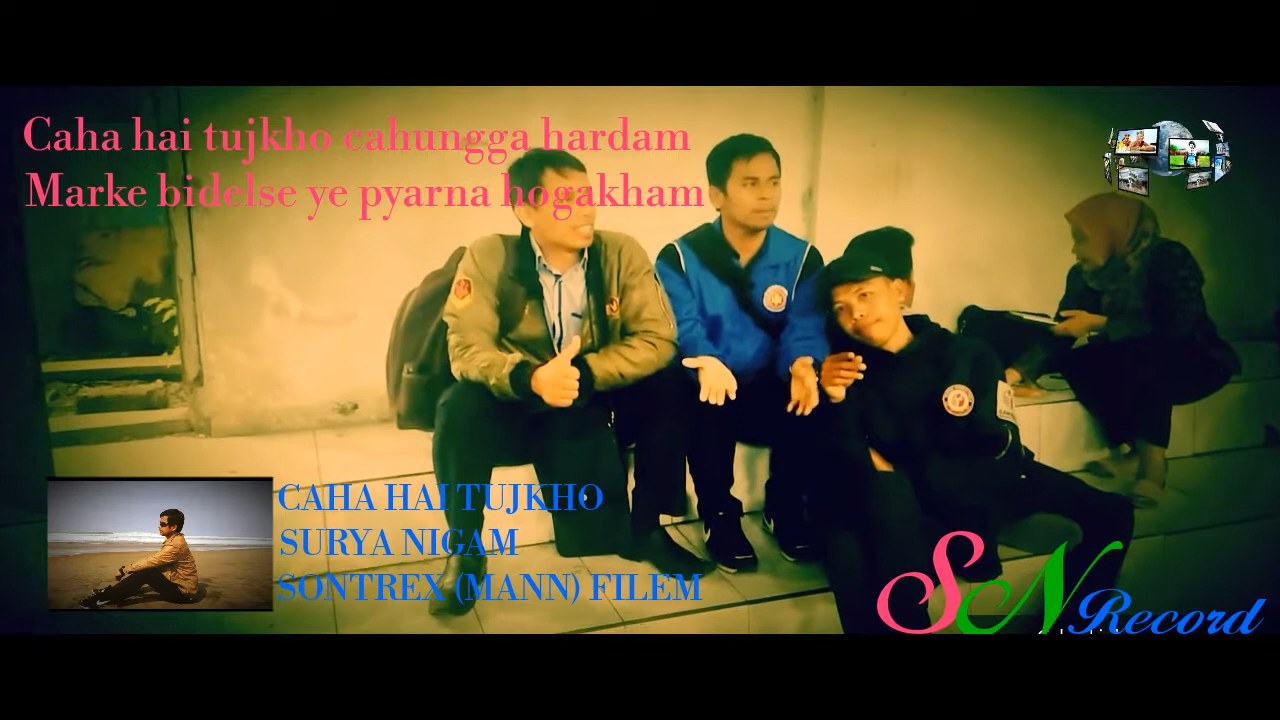 Caha hai tujkho cahungga hardam
Marke bidelse ye pyarna hogakham
CAHA HAI TUJKHO
SURYA NIGAM
SONTREX (MANN) FILEM
SN Record